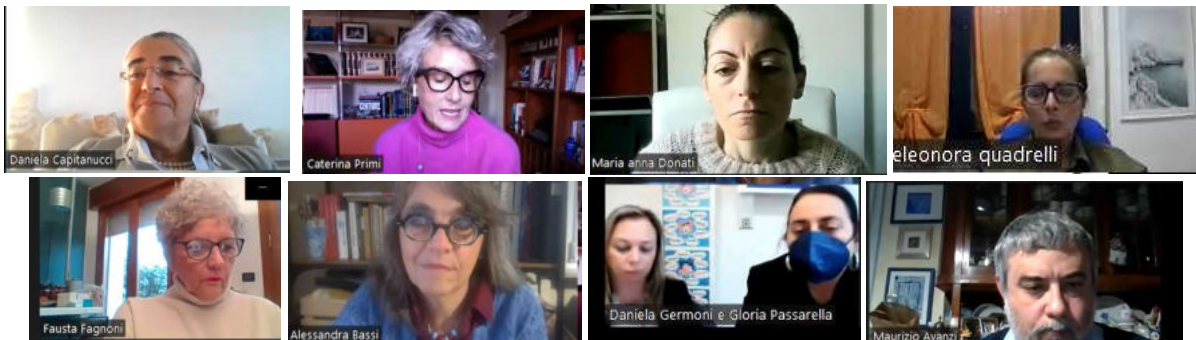 Daniela Capitanucci
Caterina Primi
Maria anna Donati
eleonora quadrelli
Fausta Fagnoni
Alessandra Bassi
Daniela Germoni e Gloria Passarella
Maurizio Avanzi